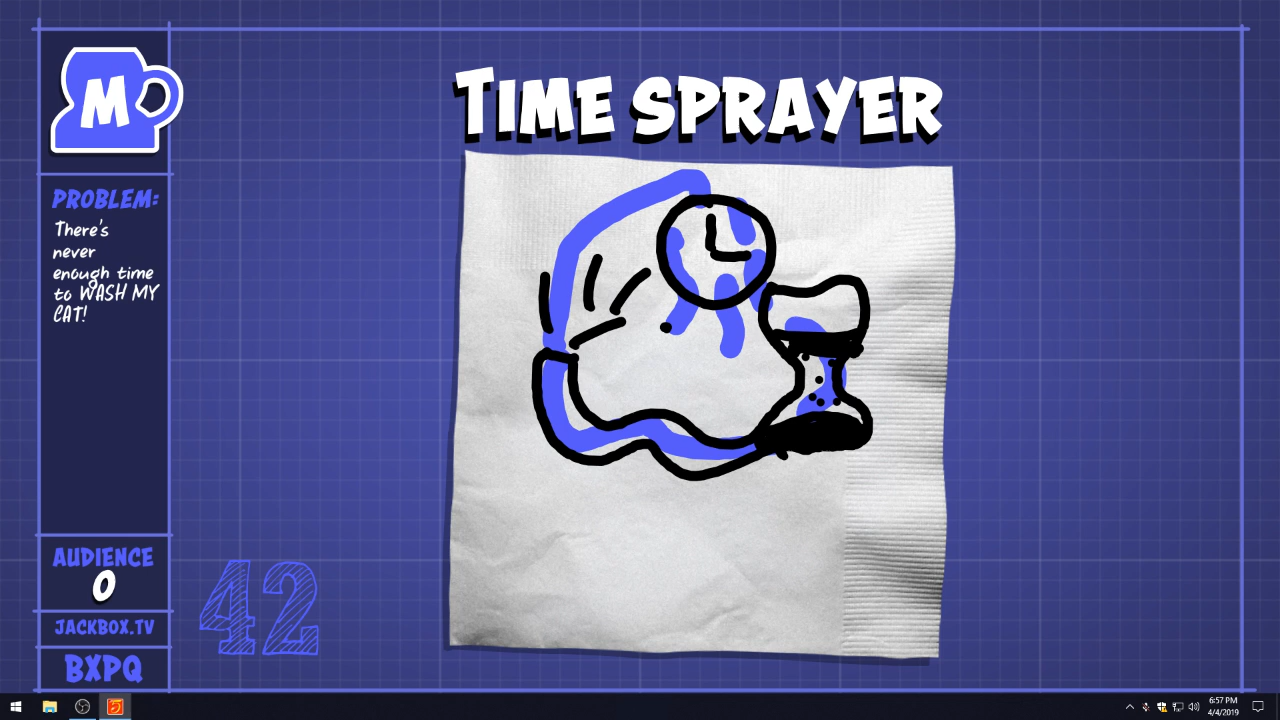 M
TIME SPRAYER
PROBLEM:
There's
never
enough time
to WASH MY
CAT!
AUDIENCE
0
JACKBOX.TV
BXPQ
42
6:57 PM
4/4/2019